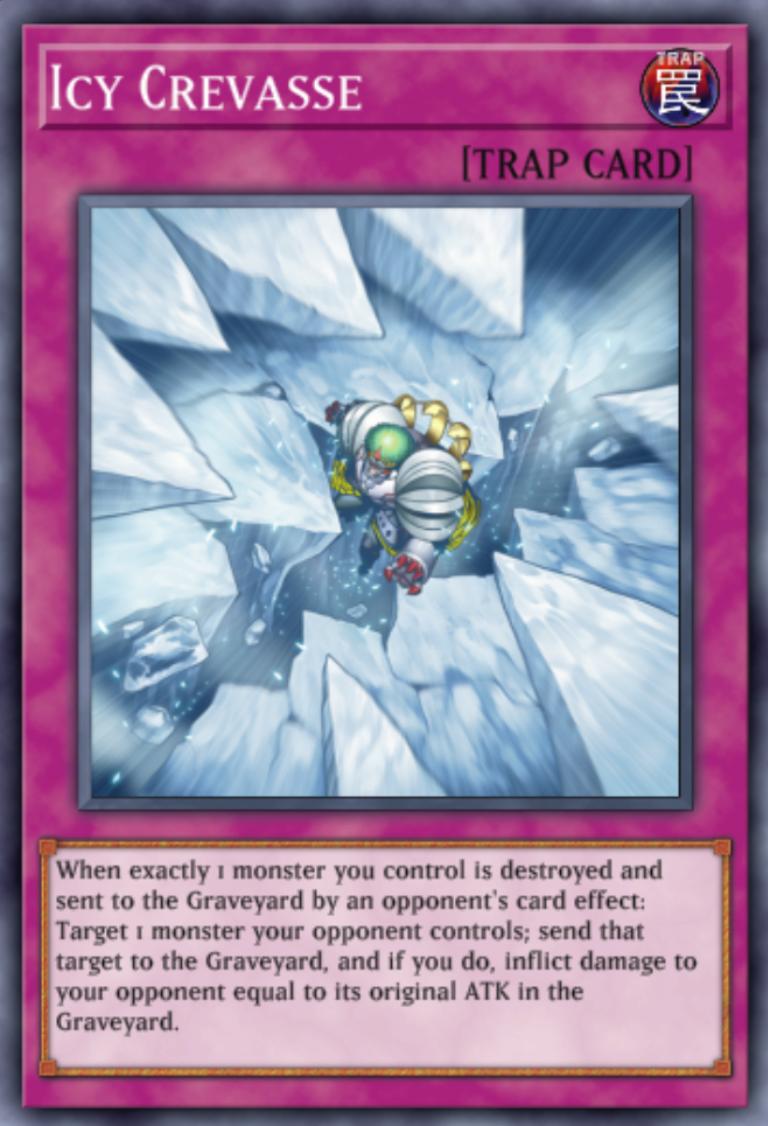 Icy Crevasse
TRAP
罠
[TRAP CARD]
When exactly 1 monster you control is destroyed and
sent to the Graveyard by an opponent's card effect:
Target 1 monster your opponent controls; send that
target to the Graveyard, and if you do, inflict damage to
your opponent equal to its original ATK in the
Graveyard.